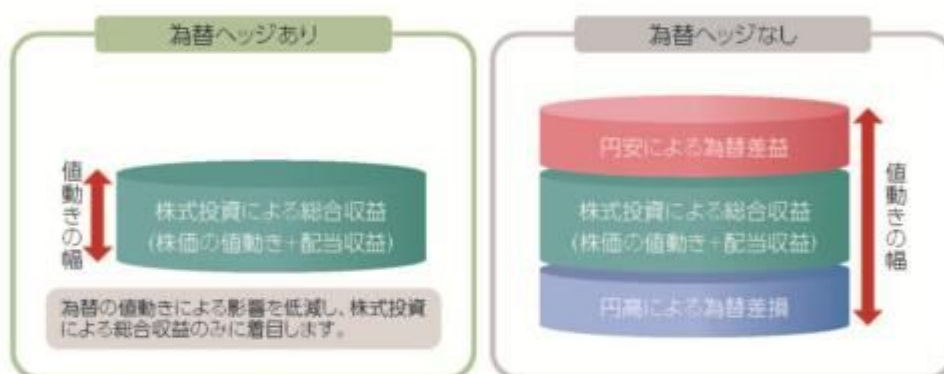 為替ヘッジあり
値動きの幅
株式投資による総合収益
(株価の値動き+配当収益)
為替の値動きによる影響を低減し、株式投資
による総合収益のみに着目します。
為替ヘッジなし
円安による為替差益
株式投資による総合収益
(株価の値動き+配当収益)
円高による為替差損
値動きの幅